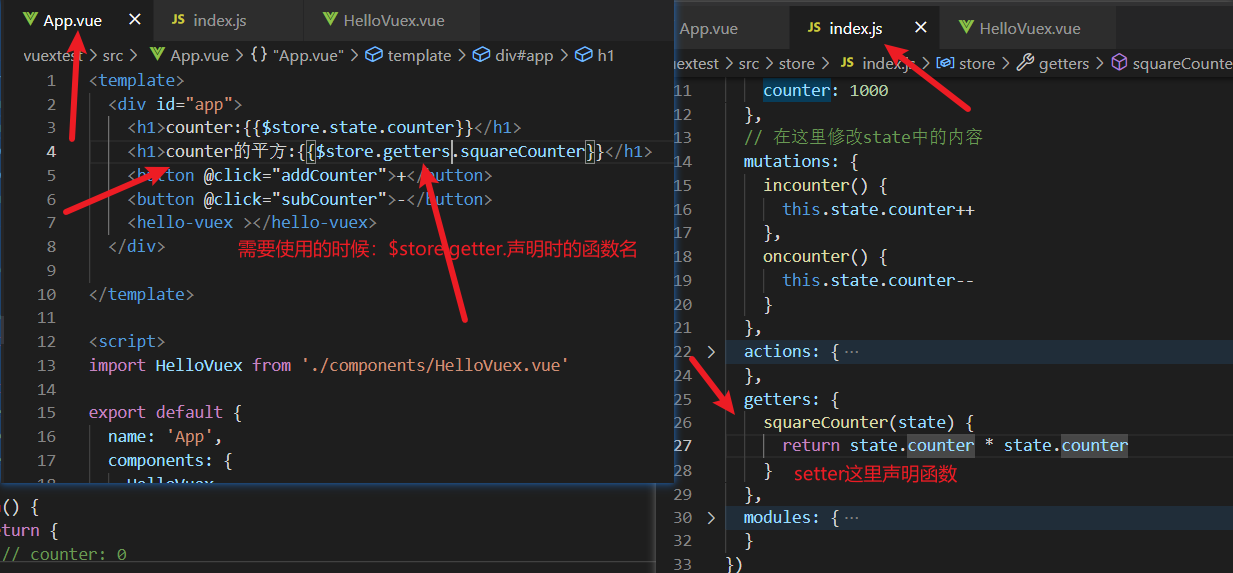 App.vue
JS index.js
HelloVuex.vue
vuextest > src > App.vue > {} "App.vue" > template > div#app > h1
1 <template>
2 <div id="app">
3 <h1>counter:{{$store.state.counter}}</h1>
4 <h1>counter的平方:{{$store.getters.squareCounter}}</h1>
5 <button @click="addCounter">+</button>
6 <button @click="subCounter">-</button>
7 <hello-vuex ></hello-vuex>
8 </div>
需要使用的时候：$store.getter.声明时的函数名
9
10 </template>
11
12 <script>
13 import HelloVuex from './components/HelloVuex.vue'
14
15 export default {
16 name: 'App',
17 components: {
18 HelloVuex
() {
turn {
// counter: 0
App.vue
JS index.js
HelloVuex.vue
extest > src > store > JS index.js > store > getters > squareCounte
11 counter: 1000
12 },
13 // 在这里修改state中的内容
14 mutations: {
15 incounter() {
16 this.state.counter++
17 },
18 oncounter() {
19 this.state.counter--
20 }
21 },
22 > actions: { ···
24 },
25 getters: {
26 squareCounter(state) {
27 return state.counter * state.counter
28 }
setter这里声明函数
29 },
30 > modules: { ···
32 }
33 })